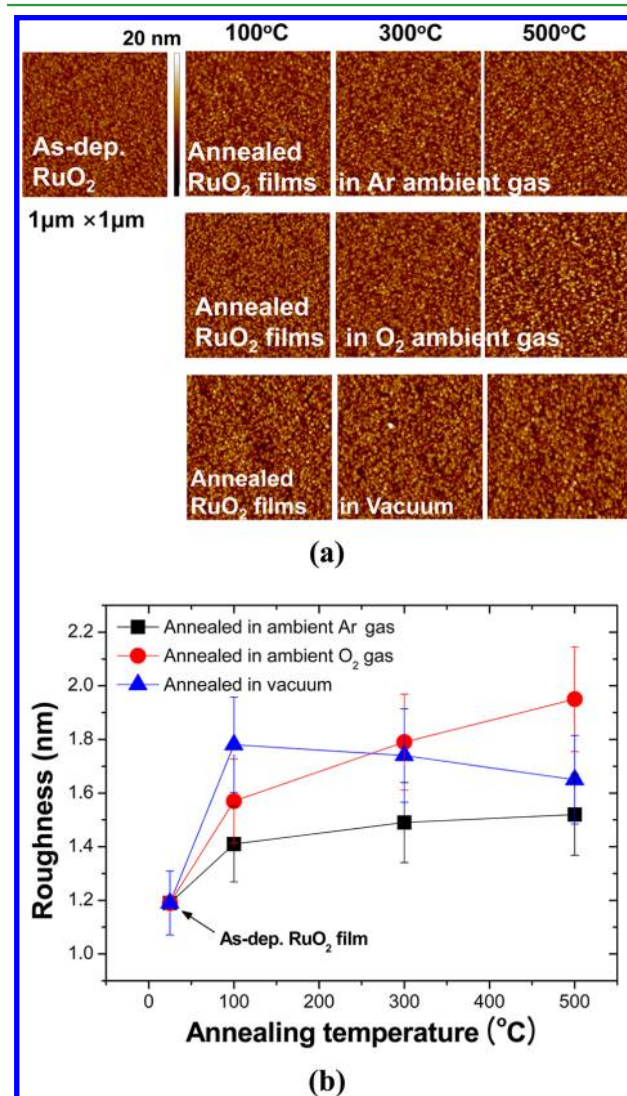 20 nm
100°C 300°C 500°C
As-dep.
RuO₂
Annealed
RuO₂ films in Ar ambient gas
1μm ×1μm
Annealed
RuO₂ films in O₂ ambient gas
Annealed
RuO₂ films in Vacuum
(a)
2.2
2.0
1.8
1.6
1.4
1.2
1.0
Roughness (nm)
Annealed in ambient Ar gas
Annealed in ambient O₂ gas
Annealed in vacuum
As-dep. RuO₂ film
0 100 200 300 400 500
Annealing temperature (°C)
(b)